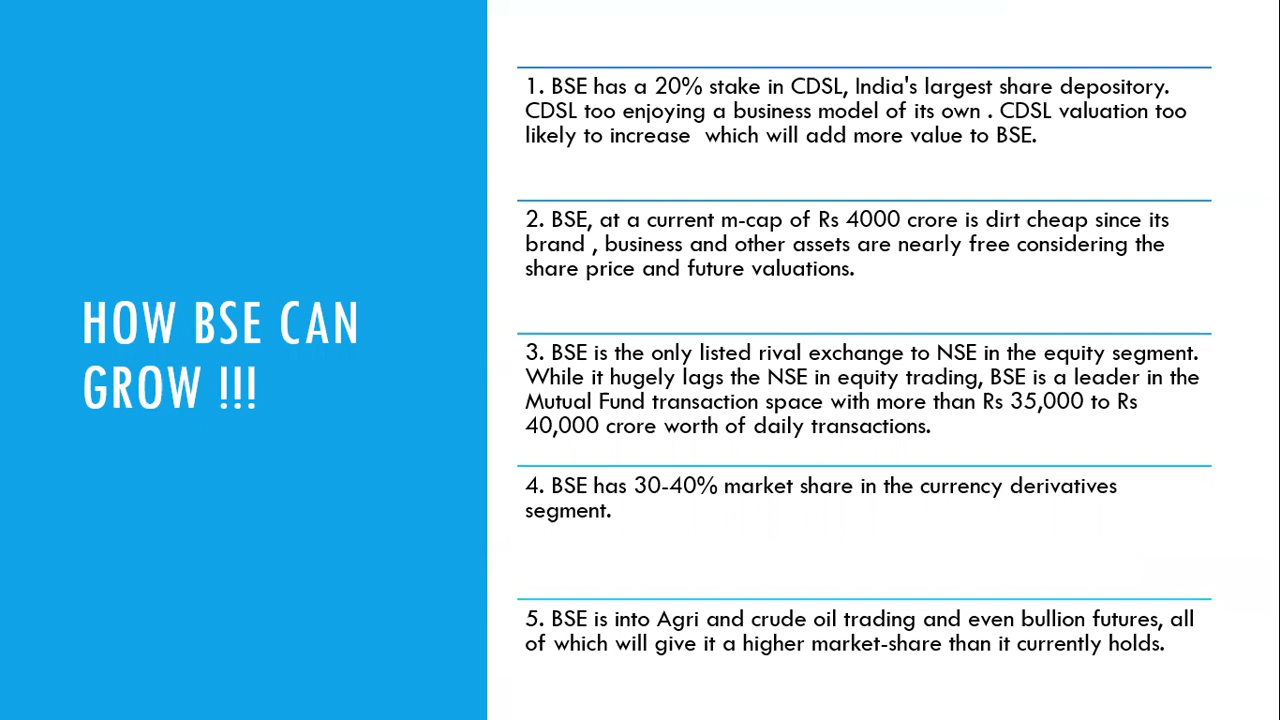 HOW BSE CAN
GROW !!!
1. BSE has a 20% stake in CDSL, India's largest share depository.
CDSL too enjoying a business model of its own . CDSL valuation too
likely to increase  which will add more value to BSE.
2. BSE, at a current m-cap of Rs 4000 crore is dirt cheap since its
brand , business and other assets are nearly free considering the
share price and future valuations.
3. BSE is the only listed rival exchange to NSE in the equity segment.
While it hugely lags the NSE in equity trading, BSE is a leader in the
Mutual Fund transaction space with more than Rs 35,000 to Rs
40,000 crore worth of daily transactions.
4. BSE has 30-40% market share in the currency derivatives
segment.
5. BSE is into Agri and crude oil trading and even bullion futures, all
of which will give it a higher market-share than it currently holds.